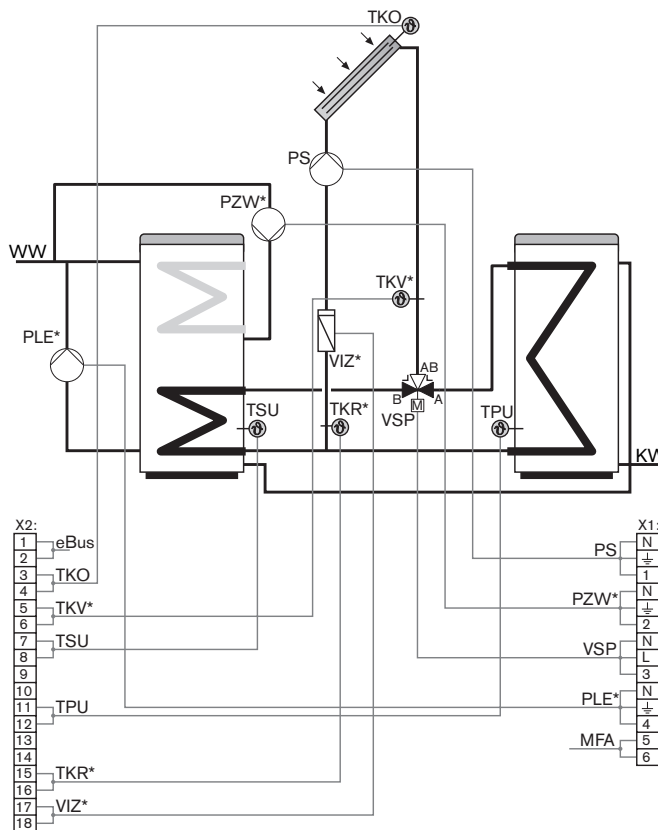 TKO
PS
PZW*
WW
TKV*
PLE*
VIZ*
AB
B
A
M
VSP
TSU
TKR*
TPU
KW
X2:
1
2
eBus
3
4
TKO
5
6
TKV*
7
8
TSU
9
10
11
12
TPU
13
14
15
16
TKR*
17
18
VIZ*
X1:
PS
N
1
PZW*
N
2
VSP
N
L
3
PLE*
N
4
MFA
5
6